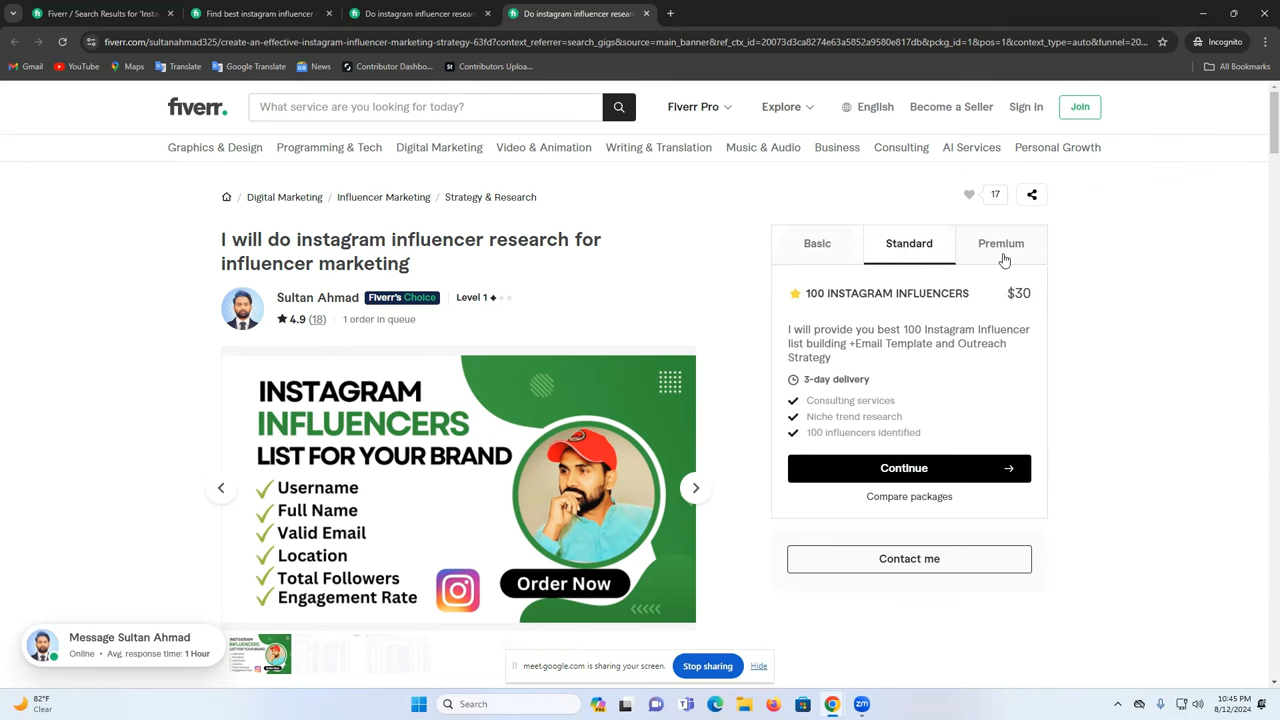 Fiverr / Search Results for 'Insta
Find best instagram influencer
Do instagram influencer resear
Do instagram influencer resear
fiverr.com/sultanahmad325/create-an-effective-instagram-influencer-marketing-strategy-63d?context_referrer=search_gigs&source=main_banner&ref_ctx_id=20073d3ca8274e63a5852a9580e817db&pckg_id=1&pos=1&context_type=auto&funnel=20...
Incognito
Gmail
YouTube
Maps
Translate
Google Translate
News
Contributor Dashbo...
Contributors Uploa...
All Bookmarks
fiverr.
What service are you looking for today?
Fiverr Pro
Explore
English
Become a Seller
Sign In
Join
Graphics & Design
Programming & Tech
Digital Marketing
Video & Animation
Writing & Translation
Music & Audio
Business
Consulting
AI Services
Personal Growth
/ Digital Marketing / Influencer Marketing / Strategy & Research
17
I will do instagram influencer research for
influencer marketing
Sultan Ahmad Fiverr's Choice Level 1
4.9 (18) 1 order in queue
INSTAGRAM
INFLUENCERS
LIST FOR YOUR BRAND
Username
Full Name
Valid Email
Location
Total Followers
Engagement Rate
Order Now
Basic
Standard
Premium
100 INSTAGRAM INFLUENCERS $30
I will provide you best 100 Instagram Influencer
list building +Email Template and Outreach
Strategy
3-day delivery
Consulting services
Niche trend research
100 influencers identified
Continue
Compare packages
Contact me
Message Sultan Ahmad
Online • Avg. response time: 1 Hour
meet.google.com is sharing your screen.
Stop sharing
Hide
82°F
Clear
Search
10:45 PM
8/12/2024